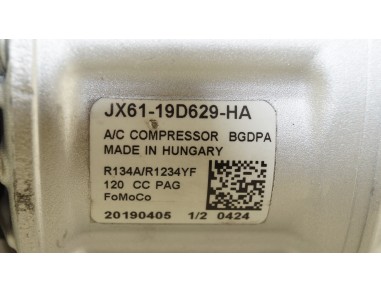 JX61-19D629-HA
A/C COMPRESSOR BGDPA
MADE IN HUNGARY
R134A/R1234YF
120 CC PAG
FoMoCo
20190405 1/2 0424